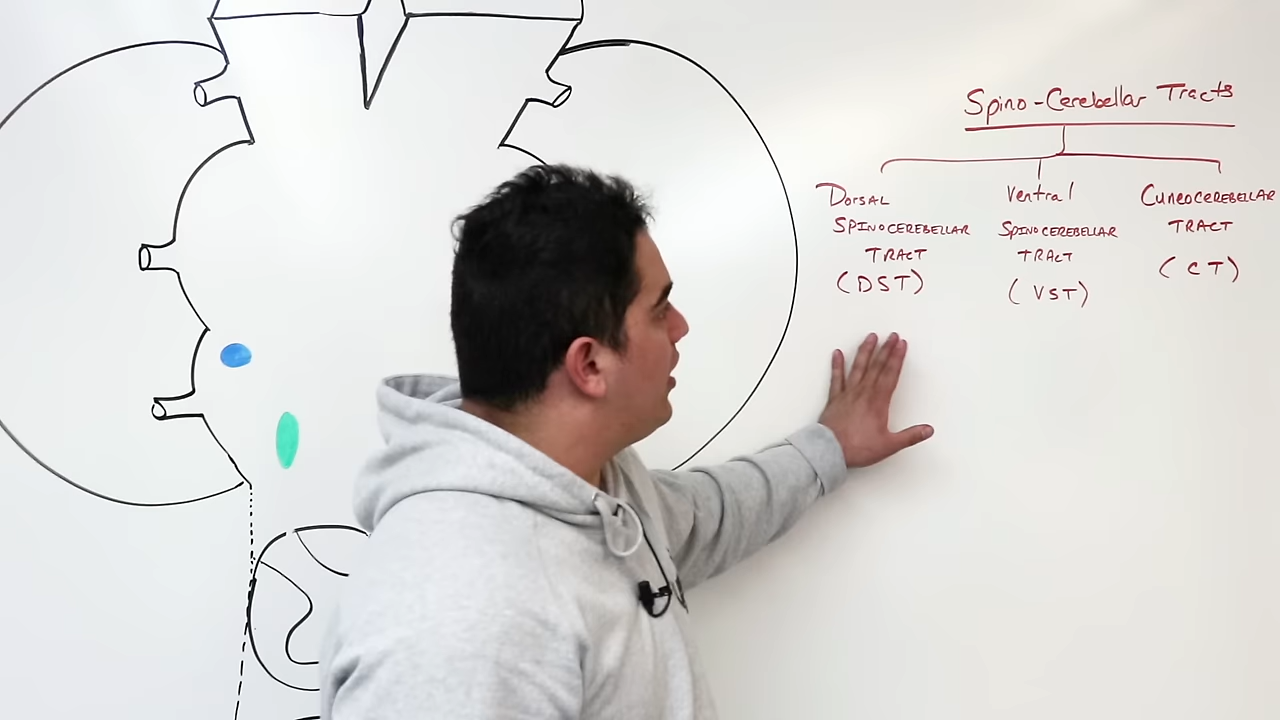 Spino-Cerebellar Tracts
Dorsal
SPINOCEREBELLAR
TRACT
(DST)
Ventral
SPINOCEREBELLAR
TRACT
(VST)
CUNEOCEREBELLAR
TRACT
(CT)